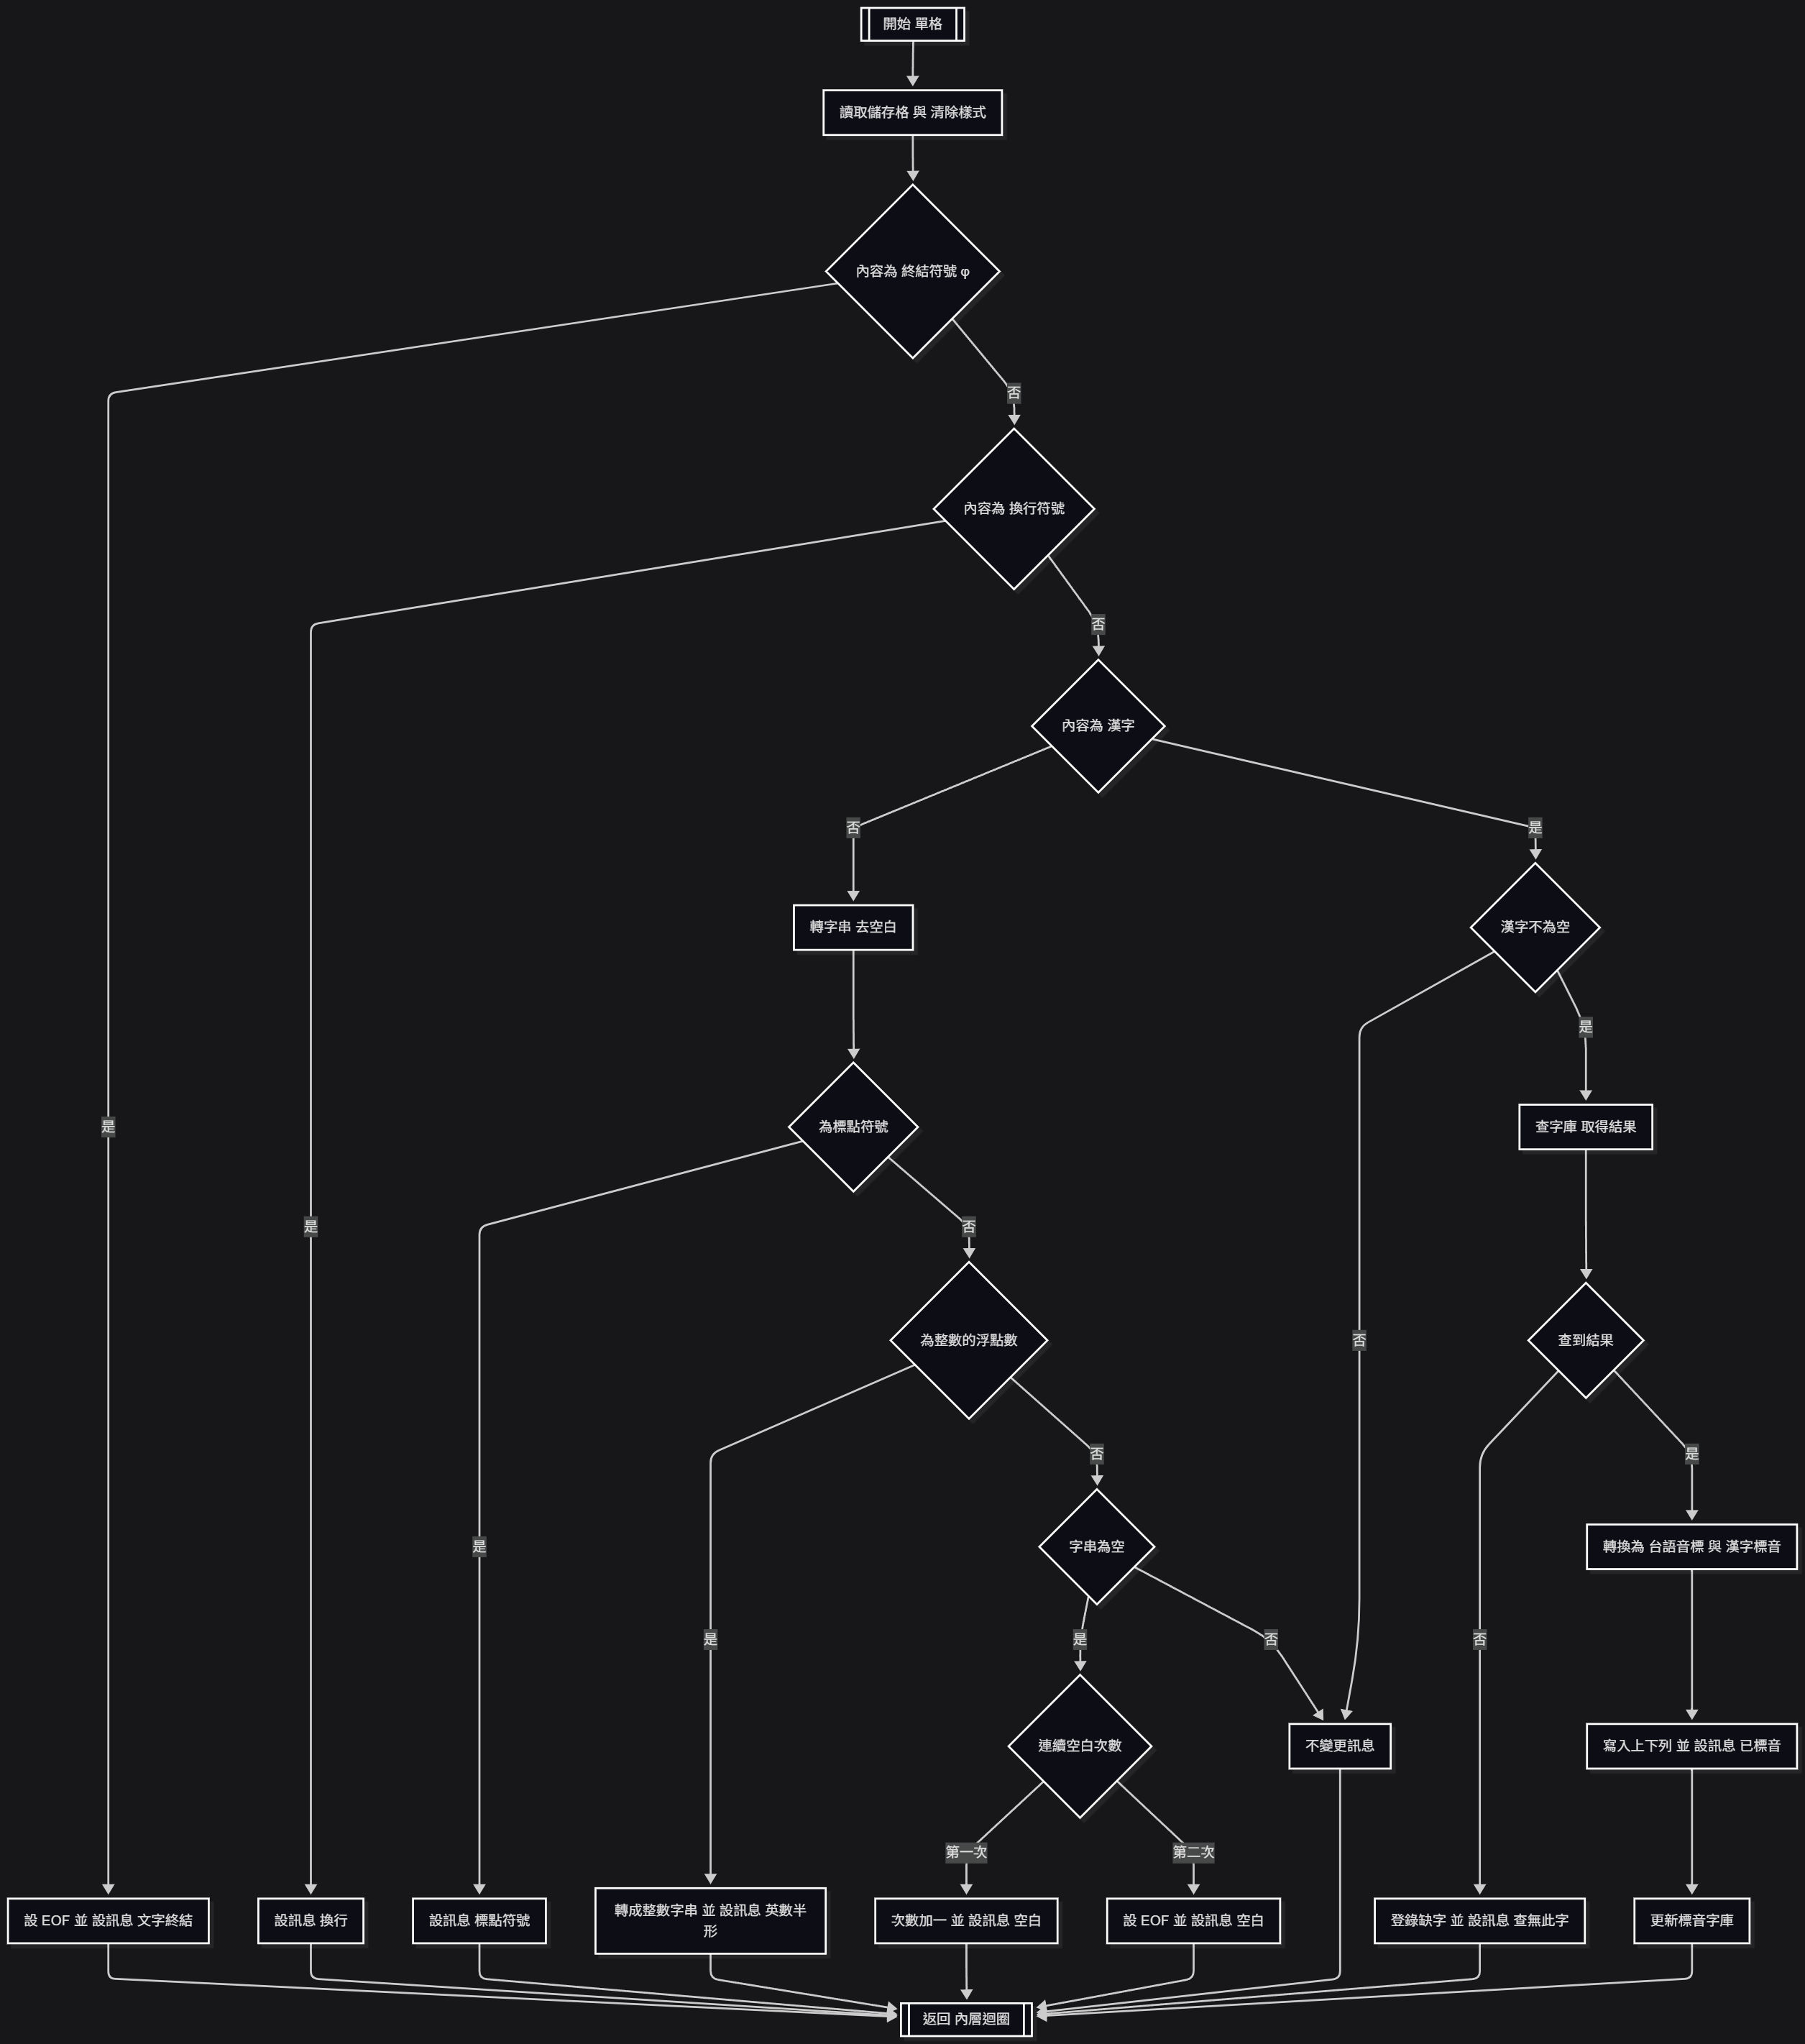 開始 單格
讀取儲存格 與 清除樣式
內容為 終結符號 φ
否
內容為 換行符號
否
內容為 漢字
否
是
轉字串 去空白
漢字不為空
是
查字庫 取得結果
是
為標點符號
是
否
為整數的浮點數
否
查到結果
否
是
是
字串為空
轉換為 台語音標 與 漢字標音
是
是
否
否
連續空白次數
不變更訊息
寫入上下列 並 設訊息 已標音
第一次
第二次
設 EOF 並 設訊息 文字終結
設訊息 換行
設訊息 標點符號
轉成整數字串 並 設訊息 英數半
形
次數加一 並 設訊息 空白
設 EOF 並 設訊息 空白
登錄缺字 並 設訊息 查無此字
更新標音字庫
返回 內層迴圈